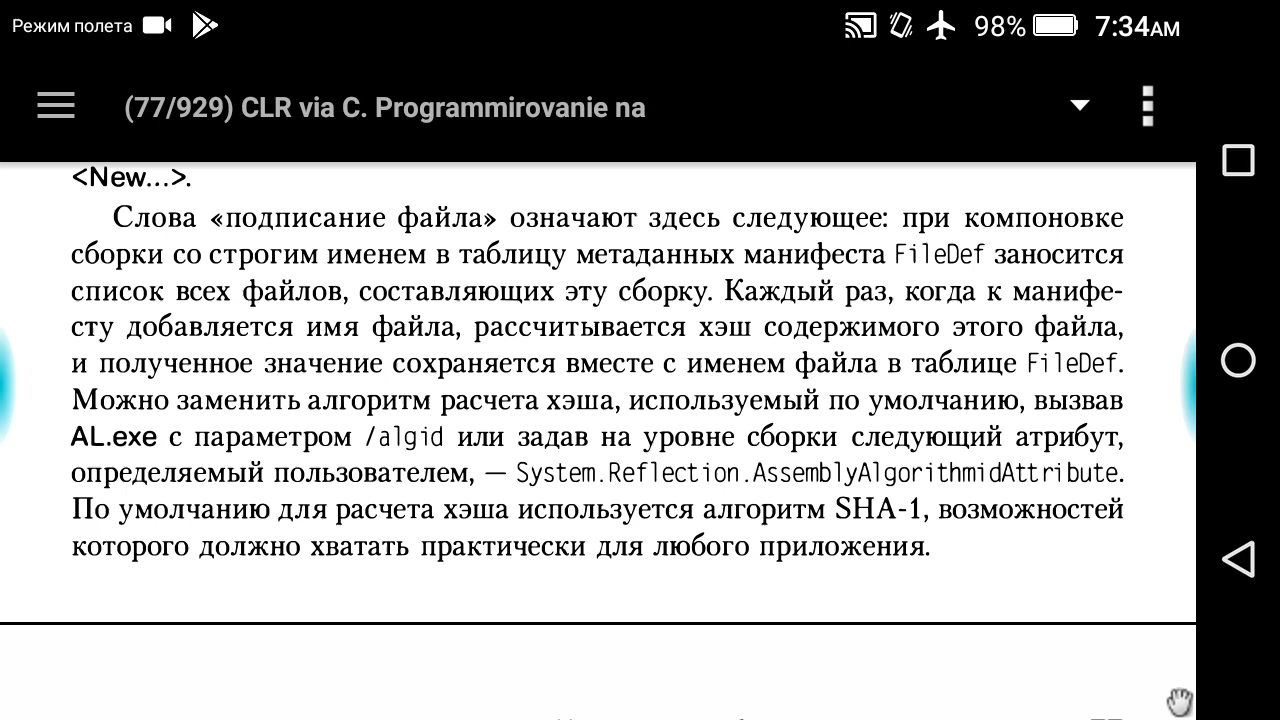 Режим полета 98% 7:34AM
(77/929) CLR via C. Programmirovanie na
<New...>.
Слова «подписание файла» означают здесь следующее: при компоновке
сборки со строгим именем в таблицу метаданных манифеста FileDef заносится
список всех файлов, составляющих эту сборку. Каждый раз, когда к манифе-
сту добавляется имя файла, рассчитывается хэш содержимого этого файла,
и полученное значение сохраняется вместе с именем файла в таблице FileDef.
Можно заменить алгоритм расчета хэша, используемый по умолчанию, вызвав
AL.exe с параметром /algid или задав на уровне сборки следующий атрибут,
определяемый пользователем, — System.Reflection.AssemblyAlgorithmidAttribute.
По умолчанию для расчета хэша используется алгоритм SHA-1, возможностей
которого должно хватать практически для любого приложения.